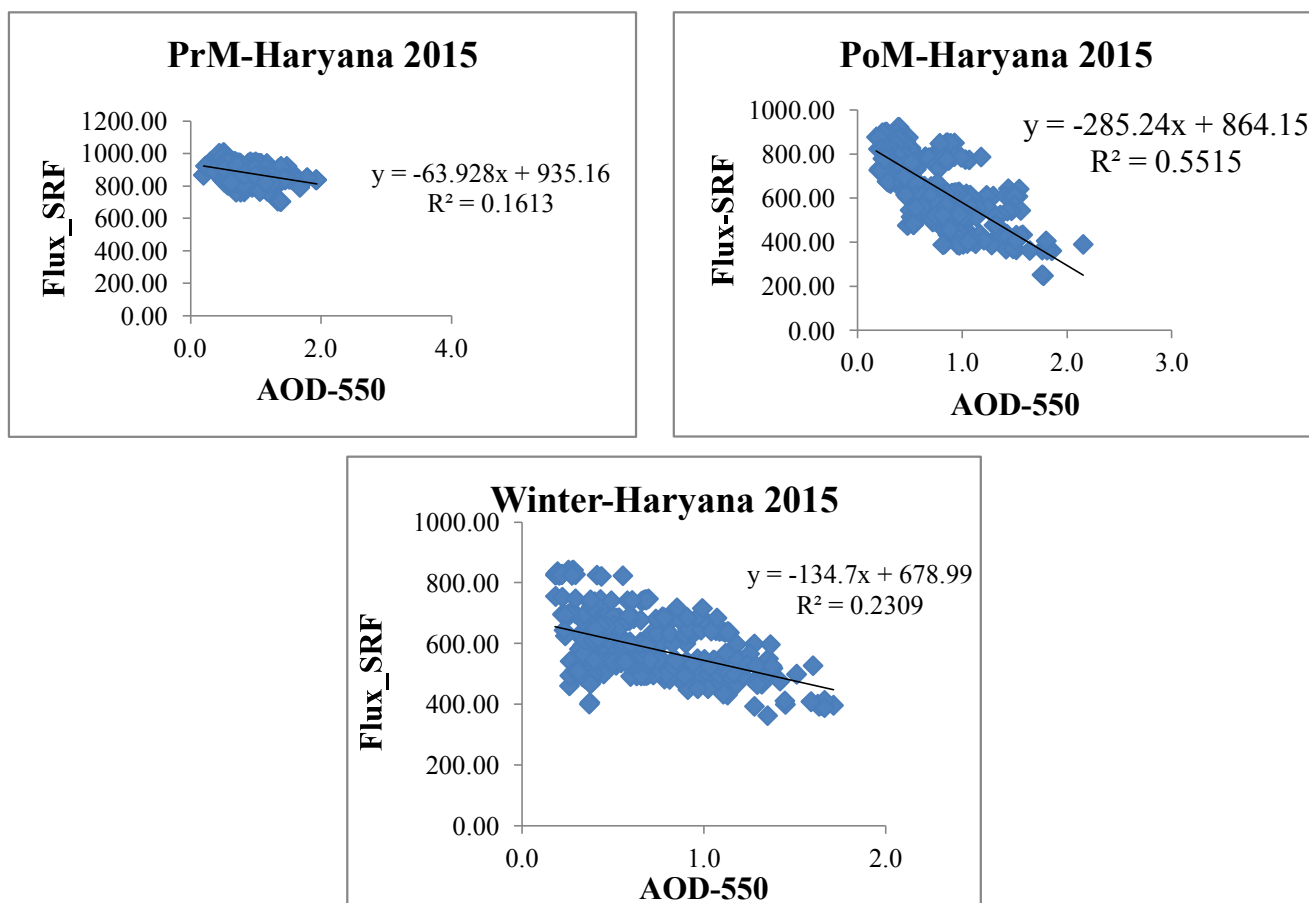 PrM-Haryana 2015
1200.00
1000.00
800.00
600.00
400.00
200.00
0.00
0.0 2.0 4.0
Flux_SRF
AOD-550
y = -63.928x + 935.16
R² = 0.1613
PoM-Haryana 2015
1000.00
800.00
600.00
400.00
200.00
0.00
0.0 1.0 2.0 3.0
Flux-SRF
AOD-550
y = -285.24x + 864.15
R² = 0.5515
Winter-Haryana 2015
1000.00
800.00
600.00
400.00
200.00
0.00
0.0 1.0 2.0
Flux_SRF
AOD-550
y = -134.7x + 678.99
R² = 0.2309